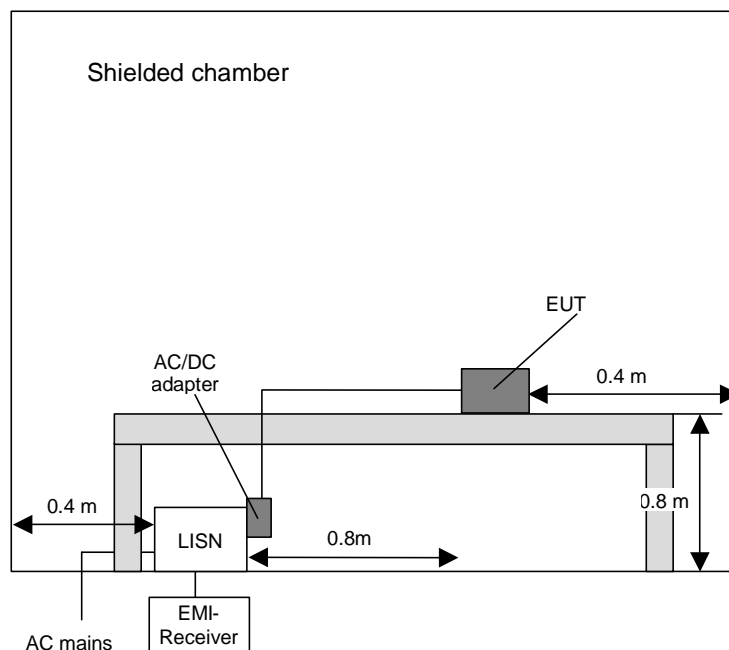 Shielded chamber
EUT
AC/DC
adapter
0.4 m
0.4 m
0.8 m
LISN
0.8m
EMI-
Receiver
AC mains